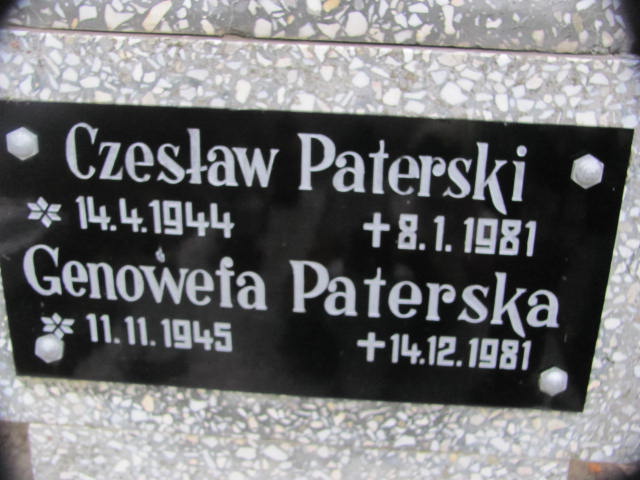 Czesław Paterski
* 14.4.1944 † 8.1.1981
Genowefa Paterska
* 11.11.1945 † 14.12.1981